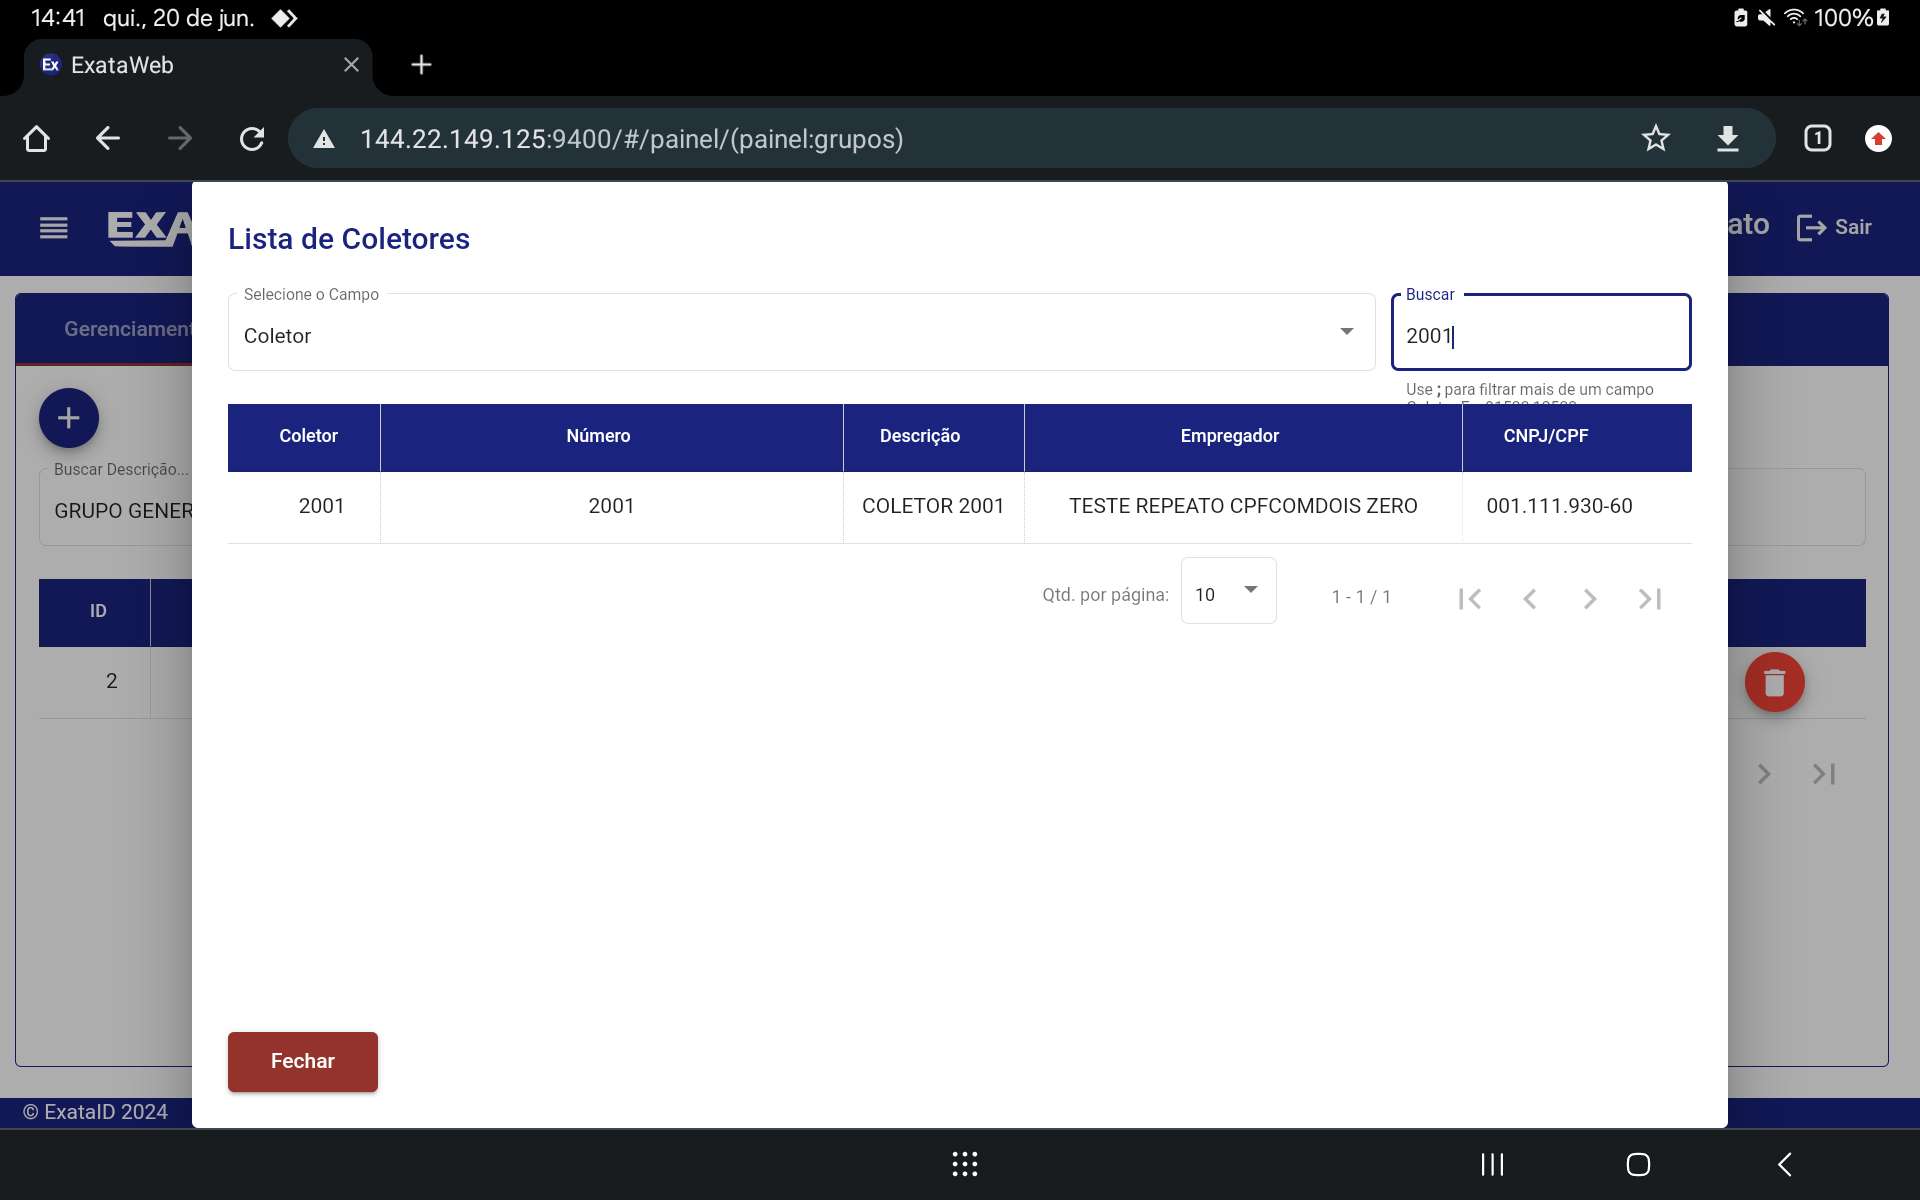 14:41 qui., 20 de jun. 100%
Ex ExataWeb
144.22.149.125:9400/#/painel/(painel:grupos) 1
EXA
ato Sair
Lista de Coletores
Selecione o Campo
Coletor
Buscar
2001
Use ; para filtrar mais de um campo
Gerenciament
Buscar Descrição...
GRUPO GENER
Coletor Número Descrição Empregador CNPJ/CPF
2001 2001 COLETOR 2001 TESTE REPEATO CPFCOMDOIS ZERO 001.111.930-60
Qtd. por página: 10 1 - 1 / 1
ID
2
Fechar
© ExataID 2024